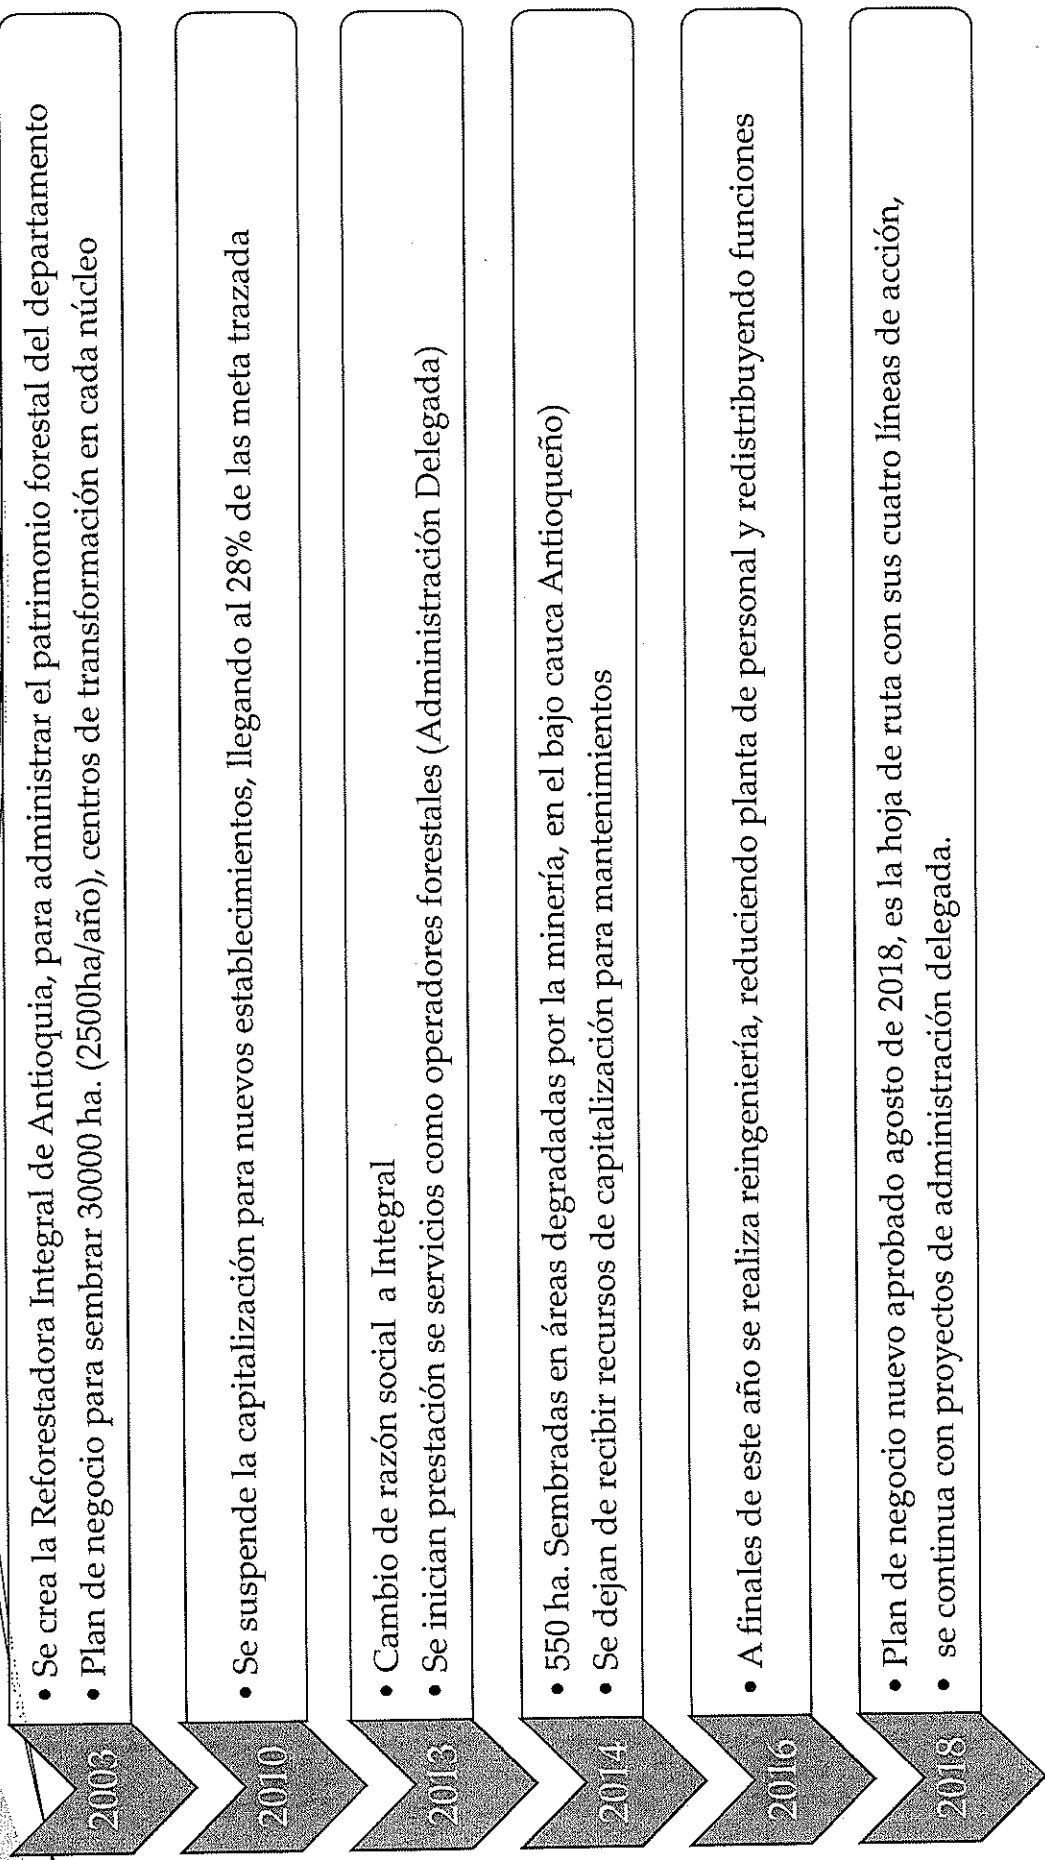 2003
• Se crea la Reforestadora Integral de Antioquia, para administrar el patrimonio forestal del departamento
• Plan de negocio para sembrar 30000 ha. (2500ha/año), centros de transformación en cada núcleo
2010
• Se suspende la capitalización para nuevos establecimientos, llegando al 28% de las meta trazada
2013
• Cambio de razón social a Integral
• Se inician prestación se servicios como operadores forestales (Administración Delegada)
2014
• 550 ha. Sembradas en áreas degradadas por la minería, en el bajo cauca Antioqueño)
• Se dejan de recibir recursos de capitalización para mantenimientos
2016
• A finales de este año se realiza reingeniería, reduciendo planta de personal y redistribuyendo funciones
2018
• Plan de negocio nuevo aprobado agosto de 2018, es la hoja de ruta con sus cuatro líneas de acción,
• se continua con proyectos de administración delegada.